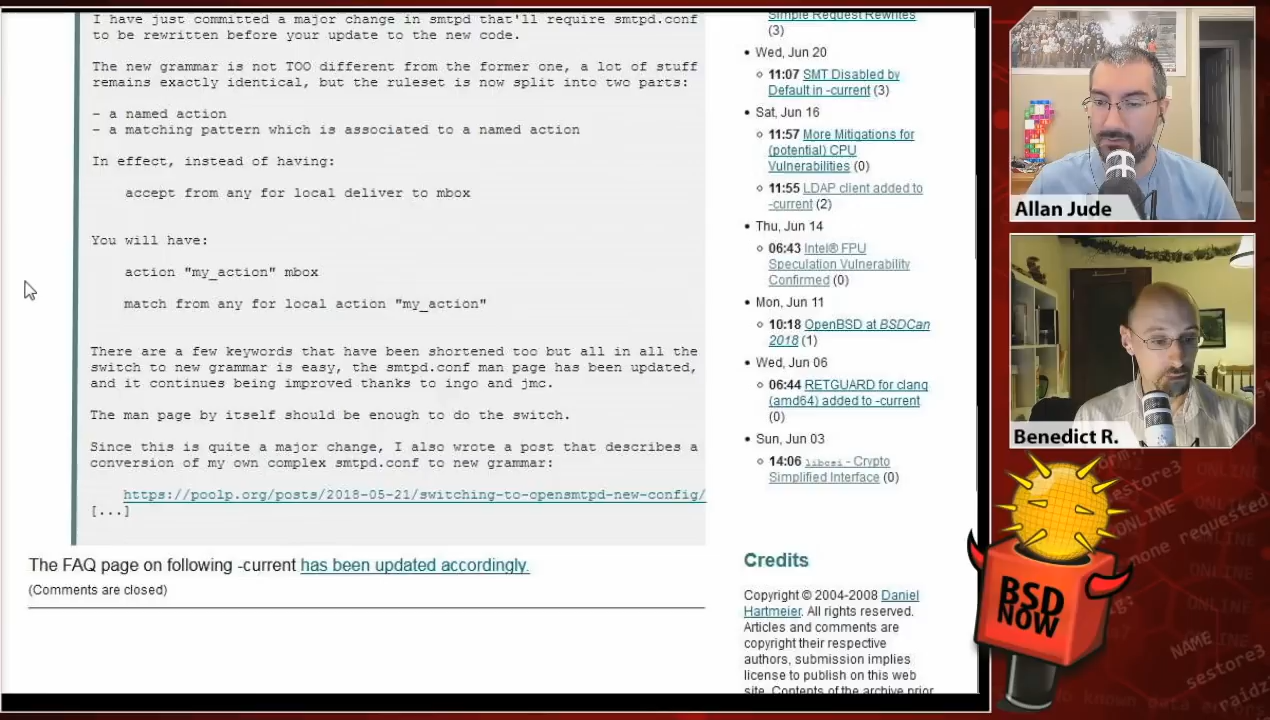 I have just committed a major change in smtpd that'll require smtpd.conf
to be rewritten before your update to the new code.
The new grammar is not TOO different from the former one, a lot of stuff
remains exactly identical, but the ruleset is now split into two parts:
- a named action
- a matching pattern which is associated to a named action
In effect, instead of having:
accept from any for local deliver to mbox
You will have:
action "my_action" mbox
match from any for local action "my_action"
There are a few keywords that have been shortened too but all in all the
switch to new grammar is easy, the smtpd.conf man page has been updated,
and it continues being improved thanks to ingo and jmc.
The man page by itself should be enough to do the switch.
Since this is quite a major change, I also wrote a post that describes a
conversion of my own complex smtpd.conf to new grammar:
https://poolp.org/posts/2018-05-21/switching-to-opensmtpd-new-config/
[...]
The FAQ page on following -current has been updated accordingly.
(Comments are closed)
Simple Request Rewrites
(3)
Wed, Jun 20
11:07 SMT Disabled by
Default in -current (3)
Sat, Jun 16
11:57 More Mitigations for
(potential) CPU
Vulnerabilities (0)
11:55 LDAP client added to
-current (2)
Thu, Jun 14
06:43 Intel® FPU
Speculation Vulnerability
Confirmed (0)
Mon, Jun 11
10:18 OpenBSD at BSDCan
2018 (1)
Wed, Jun 06
06:44 RETGUARD for clang
(amd64) added to -current
(0)
Sun, Jun 03
14:06 libosi - Crypto
Simplified Interface (0)
Credits
Copyright © 2004-2008 Daniel
Hartmeier. All rights reserved.
Articles and comments are
copyright their respective
authors, submission implies
license to publish on this web
site. Contents of the archive prior
Allan Jude
Benedict R.
BSD
NOW
ONLINE
sestore3
ONLINE
none requested
ONLINE
NAME
sestore3
raidz